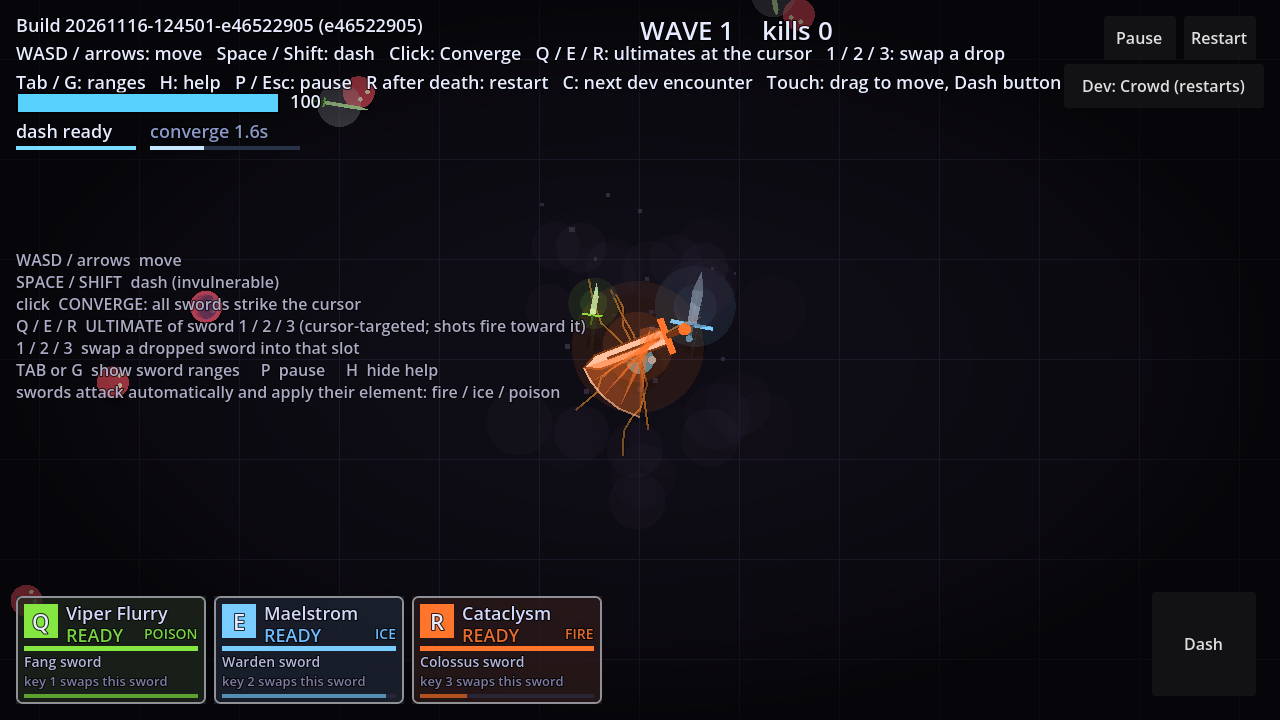 Build 20261116-124501-e46522905 (e46522905)
WAVE 1 kills 0
WASD / arrows: move Space / Shift: dash Click: Converge Q / E / R: ultimates at the cursor 1 / 2 / 3: swap a drop
Tab / G: ranges H: help P / Esc: pause R after death: restart C: next dev encounter Touch: drag to move, Dash button
Pause
Restart
Dev: Crowd (restarts)
100
dash ready converge 1.6s
WASD / arrows move
SPACE / SHIFT dash (invulnerable)
click CONVERGE: all swords strike the cursor
Q / E / R ULTIMATE of sword 1 / 2 / 3 (cursor-targeted; shots fire toward it)
1 / 2 / 3 swap a dropped sword into that slot
TAB or G show sword ranges P pause H hide help
swords attack automatically and apply their element: fire / ice / poison
Q Viper Flurry
READY POISON
Fang sword
key 1 swaps this sword
E Maelstrom
READY ICE
Warden sword
key 2 swaps this sword
R Cataclysm
READY FIRE
Colossus sword
key 3 swaps this sword
Dash